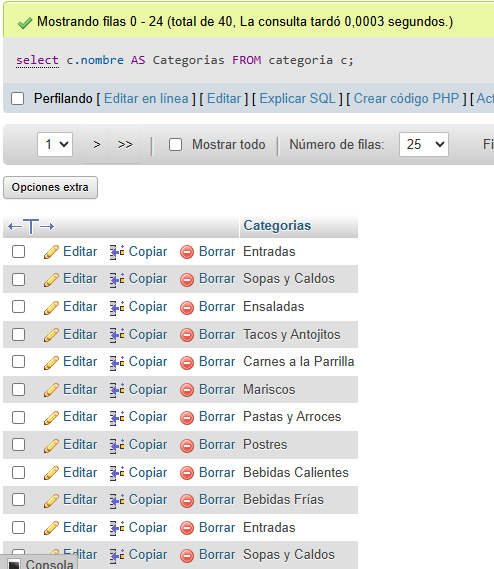 Mostrando filas 0 - 24 (total de 40, La consulta tardó 0,0003 segundos.)
select c.nombre AS Categorias FROM categoria c;
Perfilando [ Editar en línea ] [ Editar ] [ Explicar SQL ] [ Crear código PHP ] [ Act
1 > >> Mostrar todo Número de filas: 25 Fi
Opciones extra
Categorias
Editar Copiar Borrar Entradas
Editar Copiar Borrar Sopas y Caldos
Editar Copiar Borrar Ensaladas
Editar Copiar Borrar Tacos y Antojitos
Editar Copiar Borrar Carnes a la Parrilla
Editar Copiar Borrar Mariscos
Editar Copiar Borrar Pastas y Arroces
Editar Copiar Borrar Postres
Editar Copiar Borrar Bebidas Calientes
Editar Copiar Borrar Bebidas Frías
Editar Copiar Borrar Entradas
Editar Copiar Borrar Sopas y Caldos
Consola